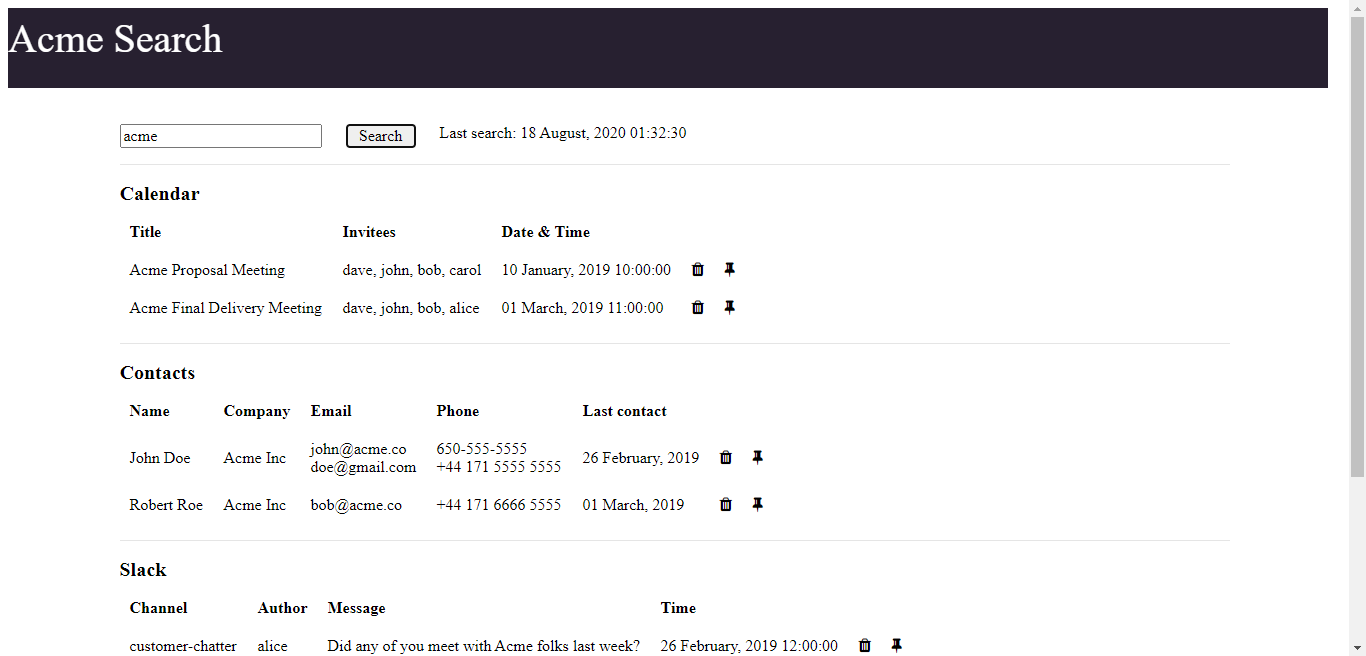 Acme Search
acme Search Last search: 18 August, 2020 01:32:30
Calendar
Title Invitees Date & Time
Acme Proposal Meeting dave, john, bob, carol 10 January, 2019 10:00:00
Acme Final Delivery Meeting dave, john, bob, alice 01 March, 2019 11:00:00
Contacts
Name Company Email Phone Last contact
John Doe Acme Inc john@acme.co 650-555-5555 26 February, 2019
doe@gmail.com +44 171 5555 5555
Robert Roe Acme Inc bob@acme.co +44 171 6666 5555 01 March, 2019
Slack
Channel Author Message Time
customer-chatter alice Did any of you meet with Acme folks last week? 26 February, 2019 12:00:00